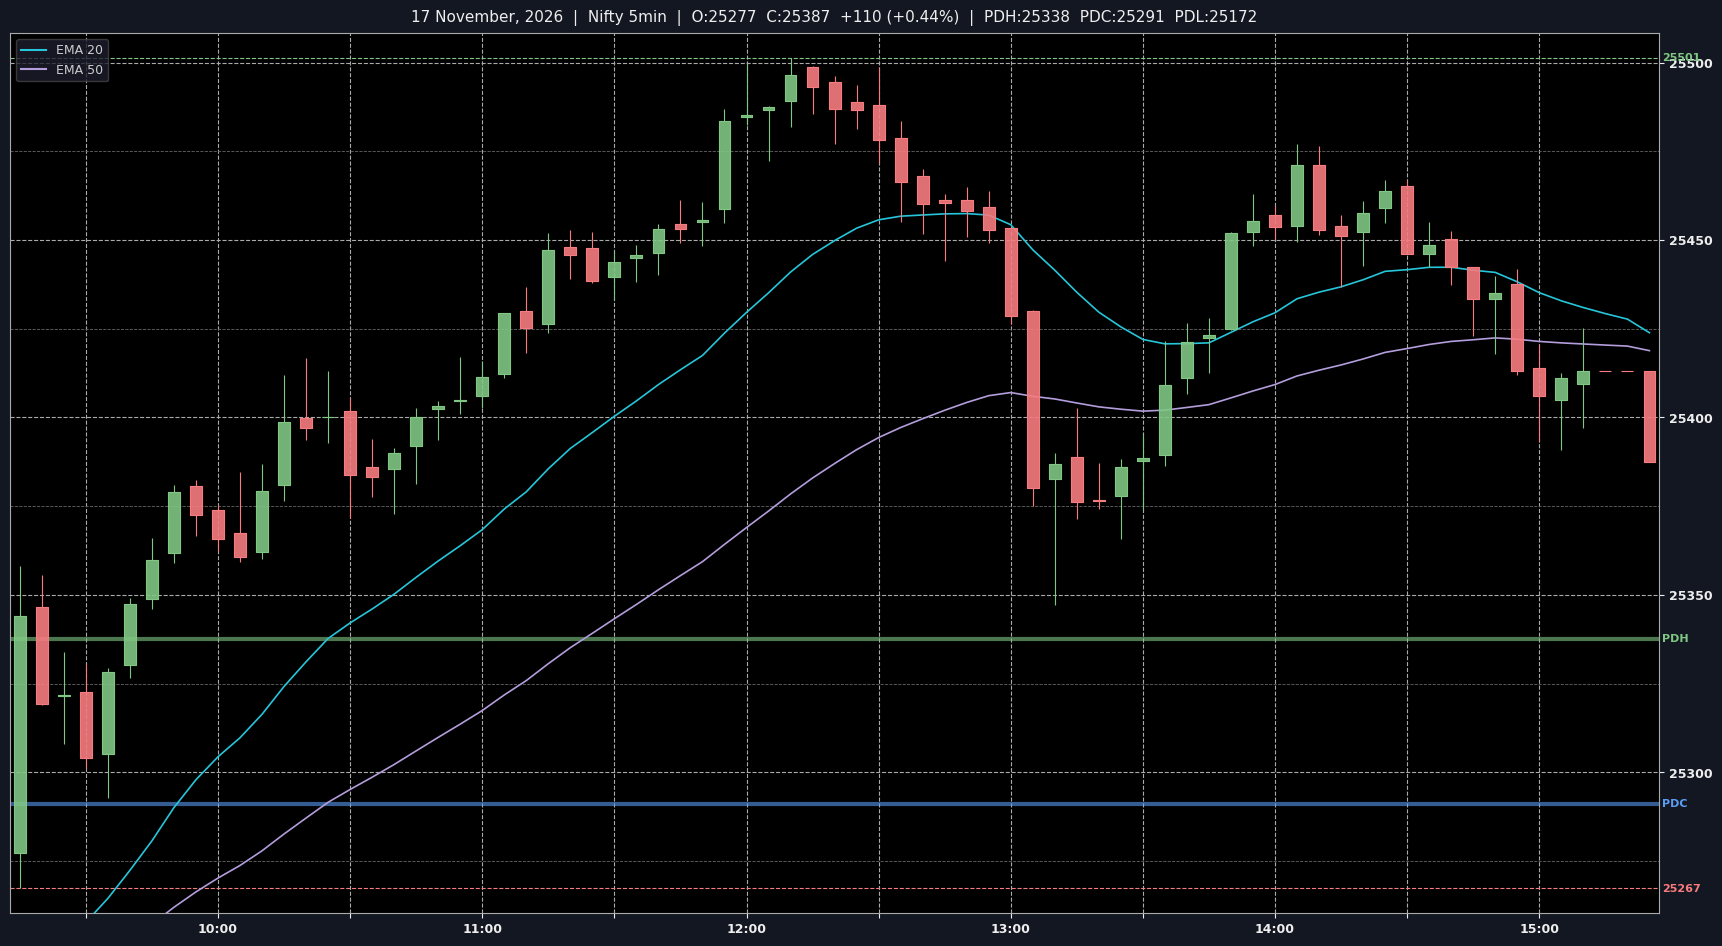 17 November, 2026 | Nifty 5min | O:25277 C:25387 +110 (+0.44%) | PDH:25338 PDC:25291 PDL:25172
EMA 20
EMA 50
25501
25500
25450
25400
25350
PDH
25300
PDC
25267
10:00 11:00 12:00 13:00 14:00 15:00